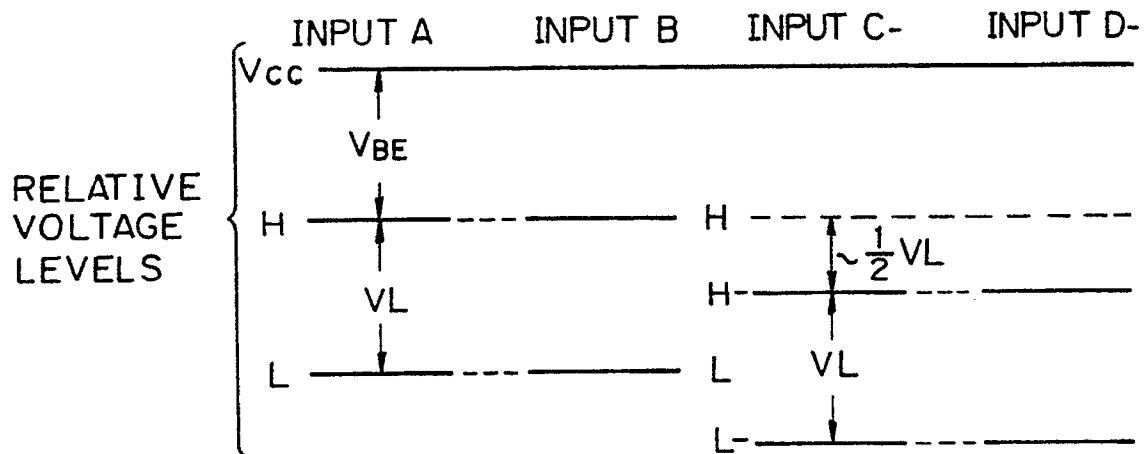 INPUT A INPUT B INPUT C- INPUT D-
Vcc
VBE
RELATIVE
VOLTAGE
LEVELS
H H
~ 1/2 VL
H-
VL
L L
VL
L-